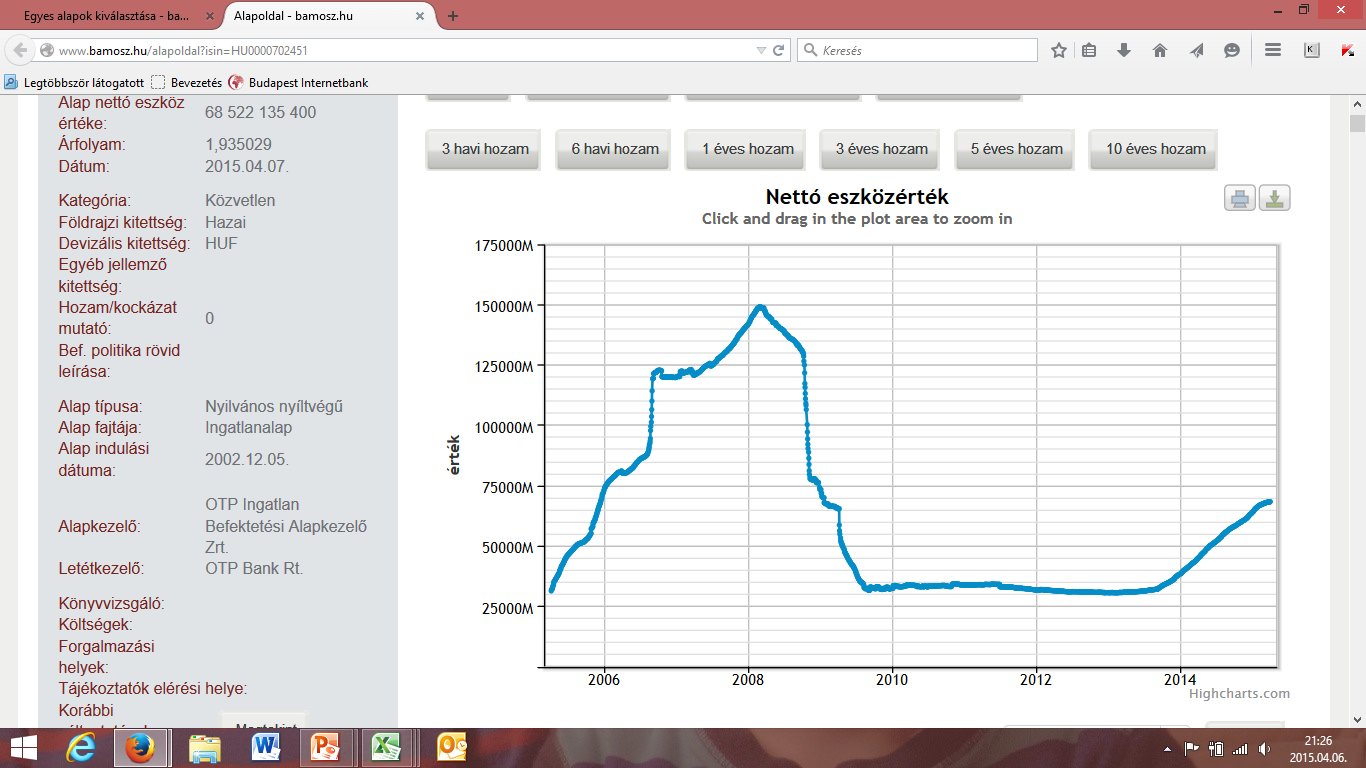 Egyes alapok kiválasztása - ba...
Alapoldal - bamosz.hu
www.bamosz.hu/alapoldal?isin=HU0000702451
Keresés
Legtöbbször látogatott
Bevezetés
Budapest Internetbank
Alap nettó eszköz
értéke:
68 522 135 400
Árfolyam:
1,935029
Dátum:
2015.04.07.
Kategória:
Közvetlen
Földrajzi kitettség:
Hazai
Devizális kitettség:
HUF
Egyéb jellemző
kitettség:
Hozam/kockázat
mutató:
0
Bef. politika rövid
leírása:
Alap típusa:
Nyilvános nyíltvégű
Alap fajtája:
Ingatlanalap
Alap indulási
dátuma:
2002.12.05.
Alapkezelő:
OTP Ingatlan
Befektetési Alapkezelő
Zrt.
Letétkezelő:
OTP Bank Rt.
Könyvvizsgáló:
Költségek:
Forgalmazási
helyek:
Tájékoztatók elérési helye:
Korábbi
3 havi hozam
6 havi hozam
1 éves hozam
3 éves hozam
5 éves hozam
10 éves hozam
Nettó eszközérték
Click and drag in the plot area to zoom in
érték
175000M
150000M
125000M
100000M
75000M
50000M
25000M
2006
2008
2010
2012
2014
Highcharts.com
21:26
2015.04.06.